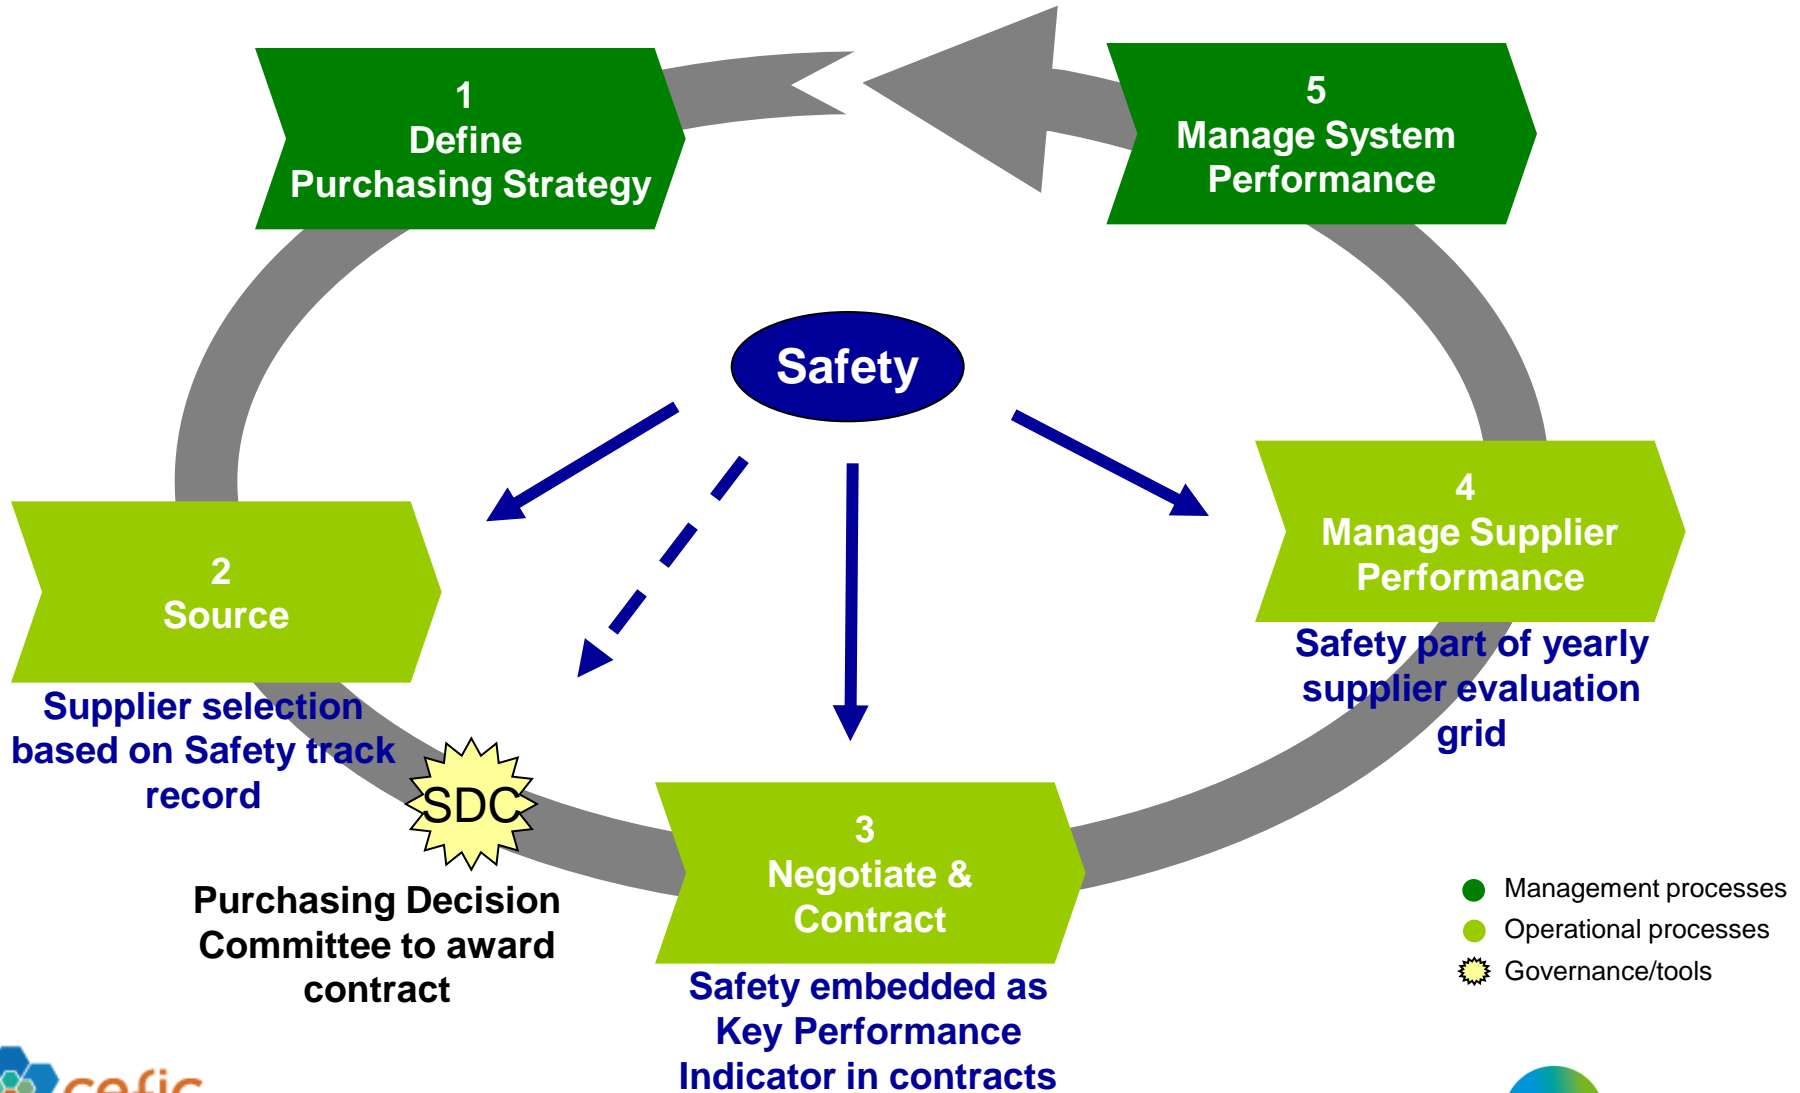 1
Define
Purchasing Strategy
5
Manage System
Performance
Safety
2
Source
Supplier selection
based on Safety track
record
SDC
Purchasing Decision
Committee to award
contract
3
Negotiate &
Contract
Safety embedded as
Key Performance
Indicator in contracts
4
Manage Supplier
Performance
Safety part of yearly
supplier evaluation
grid
Management processes
Operational processes
Governance/tools
cefic